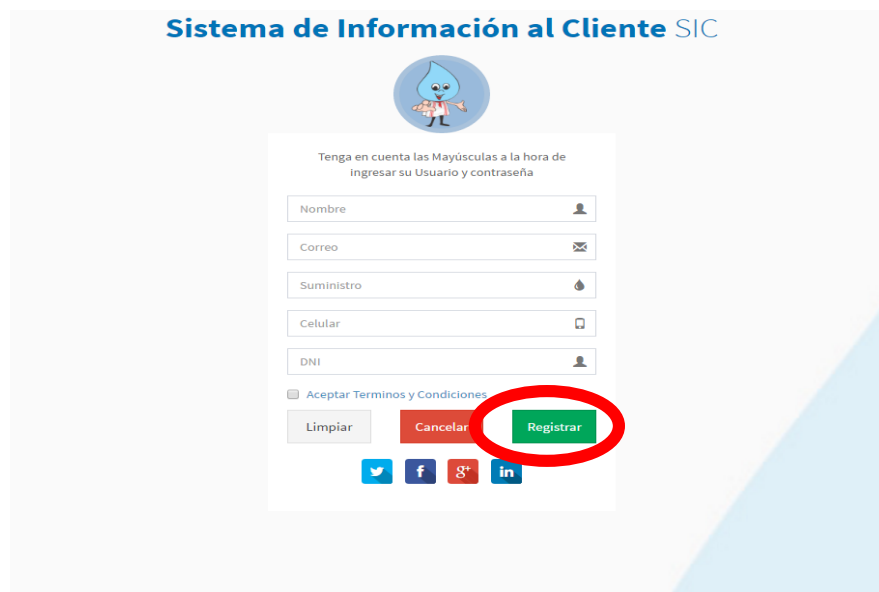 Sistema de Información al Cliente SIC
Tenga en cuenta las Mayúsculas a la hora de
ingresar su Usuario y contraseña
Nombre
Correo
Suministro
Celular
DNI
Aceptar Terminos y Condiciones
Limpiar Cancelar Registrar
f g+ in